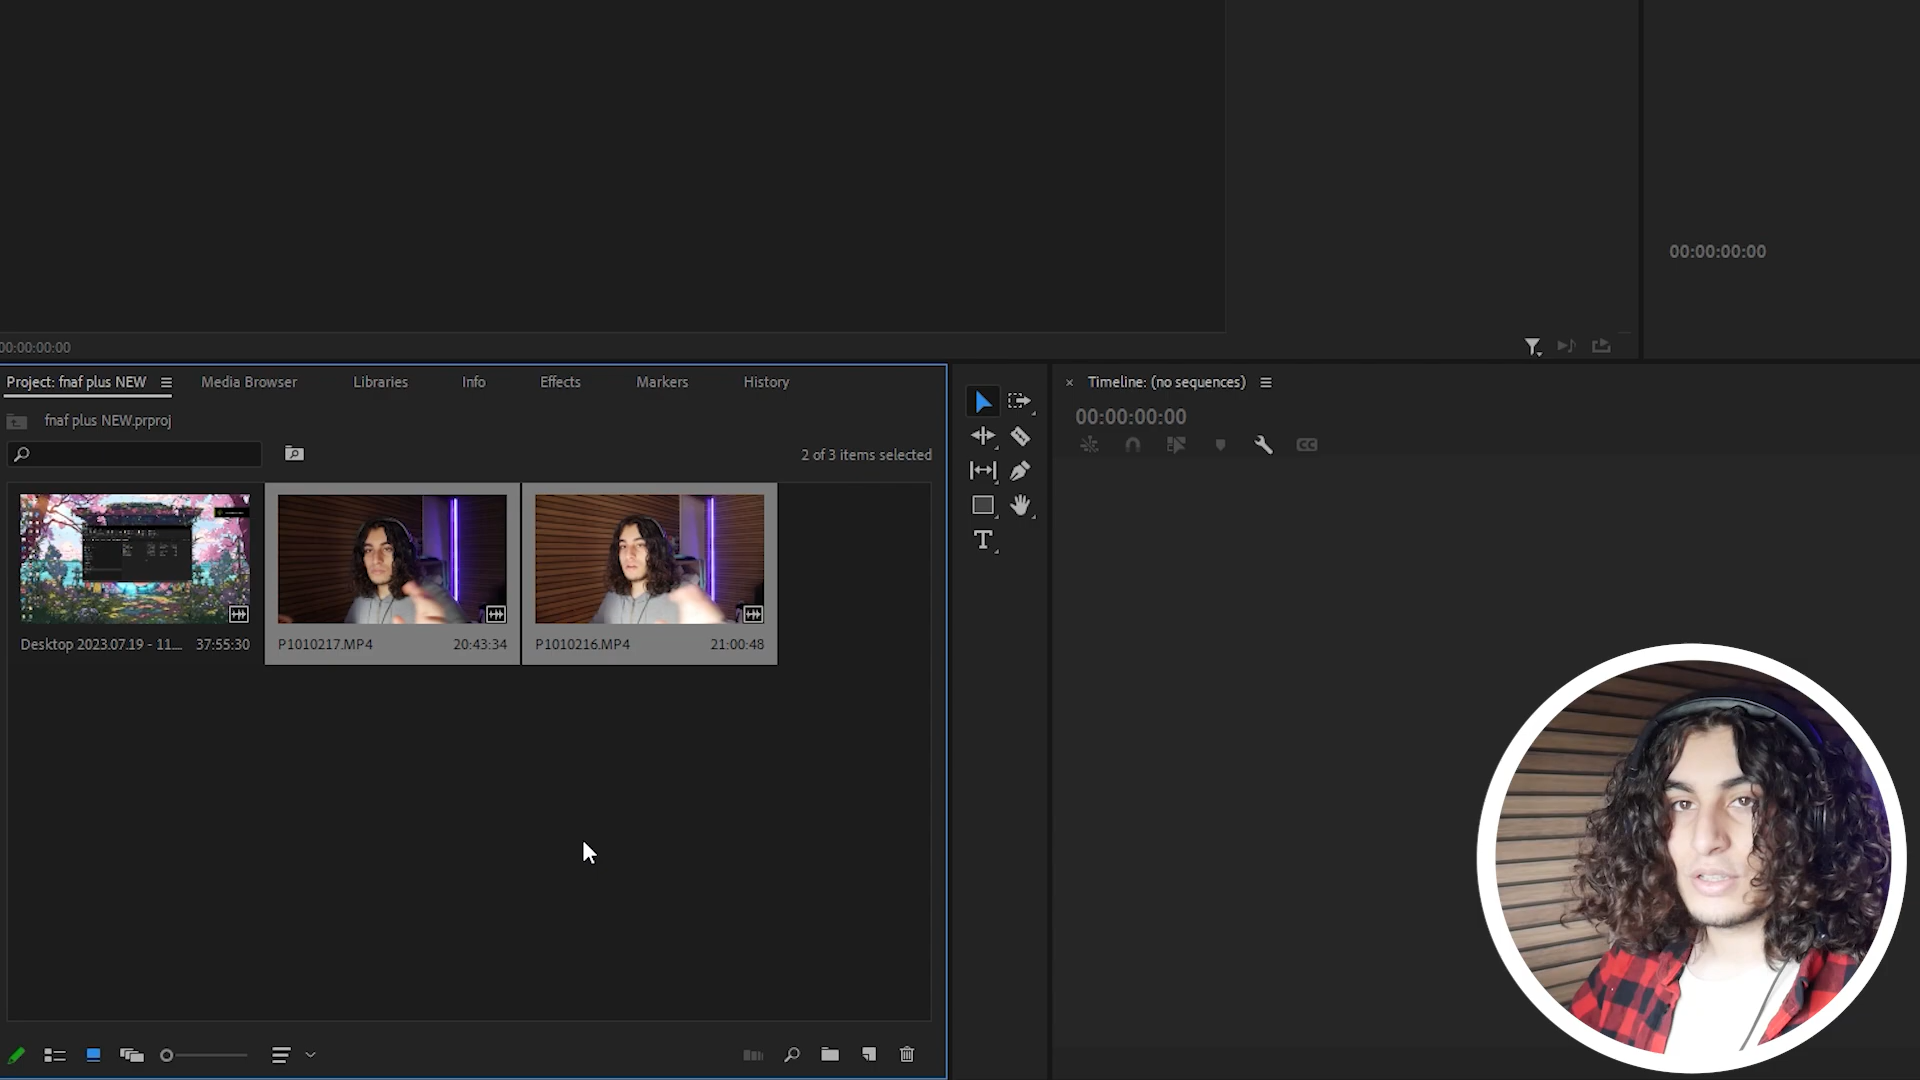 00:00:00:00
00:00:00:00
Project: fnaf plus NEW
Media Browser
Libraries
Info
Effects
Markers
History
fnaf plus NEW.prproj
2 of 3 items selected
Desktop 2023.07.19 - 11.... 37:55:30
P1010217.MP4 20:43:34
P1010216.MP4 21:00:48
T
× Timeline: (no sequences)
00:00:00:00
CC